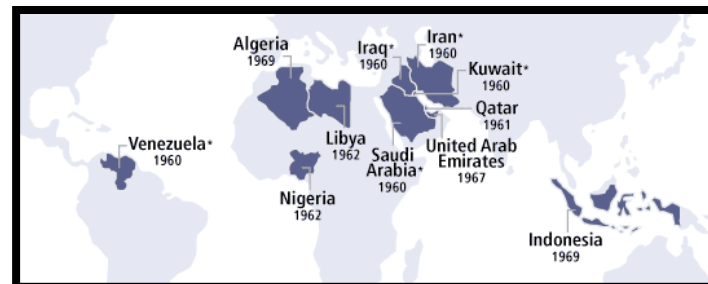 Algeria
1969
Iraq*
1960
Iran*
1960
Kuwait*
1960
Qatar
1961
United Arab
Emirates
1967
Saudi
Arabia*
1960
Libya
1962
Venezuela*
1960
Nigeria
1962
Indonesia
1969